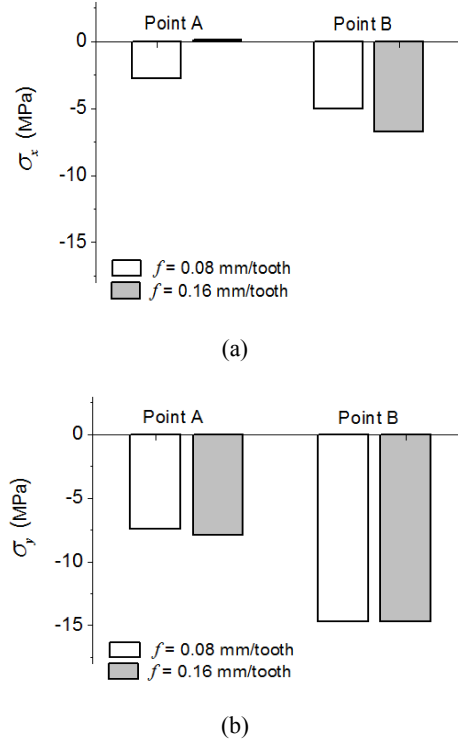 Point A Point B
0
-5
-10
-15
σx (MPa)
f = 0.08 mm/tooth
f = 0.16 mm/tooth
(a)
Point A Point B
0
-5
-10
-15
σy (MPa)
f = 0.08 mm/tooth
f = 0.16 mm/tooth
(b)